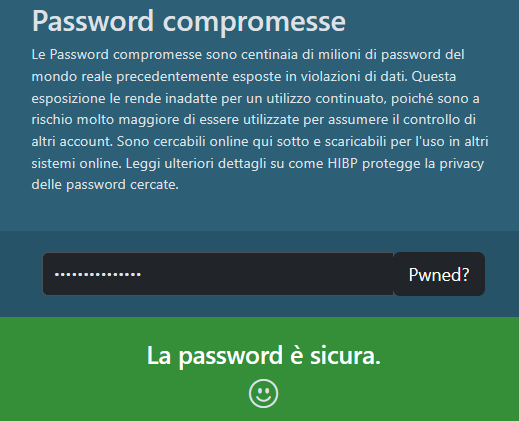 Password compromesse
Le Password compromesse sono centinaia di milioni di password del
mondo reale precedentemente esposte in violazioni di dati. Questa
esposizione le rende inadatte per un utilizzo continuato, poiché sono a
rischio molto maggiore di essere utilizzate per assumere il controllo di
altri account. Sono cercabili online qui sotto e scaricabili per l'uso in altri
sistemi online. Leggi ulteriori dettagli su come HIBP protegge la privacy
delle password cercate.
•••••••••••••••
Pwned?
La password è sicura.